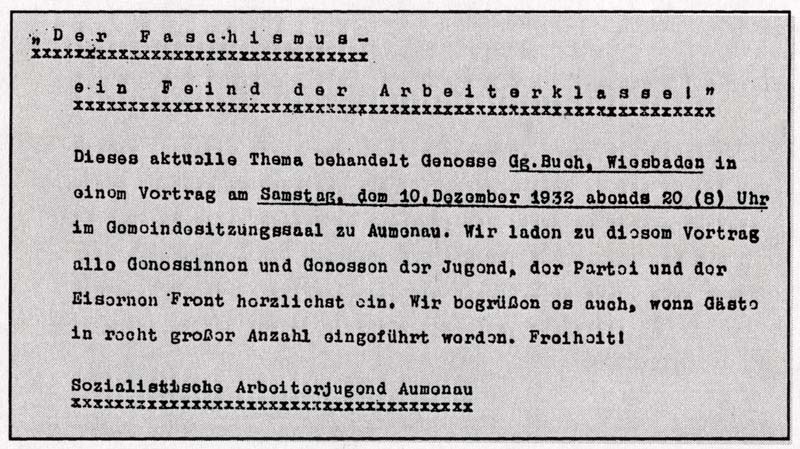 „Der Faschismus-
xxxxxxxxxxxxxxxxxxxxxxxxxxxxx
ein Feind der Arbeiterklasse!"
xxxxxxxxxxxxxxxxxxxxxxxxxxxxxxxxxxxxxxxxxxxxxxxxxxxxxxxxxxx
Dieses aktuelle Thema behandelt Genosse Gg.Buch, Wiesbaden in
einem Vortrag am Samstag, dem 10.Dezember 1932 abends 20 (8) Uhr
im Gemeindesitzungssaal zu Aumenau. Wir laden zu diesem Vortrag
alle Genossinnen und Genossen der Jugend, der Partei und der
Eisernen Front herzlichst ein. Wir begrüßen es auch, wenn Gäste
in recht großer Anzahl eingeführt werden. Freiheit!
Sozialistische Arbeiterjugend Aumenau
xxxxxxxxxxxxxxxxxxxxxxxxxxxxxxxxxxxxx